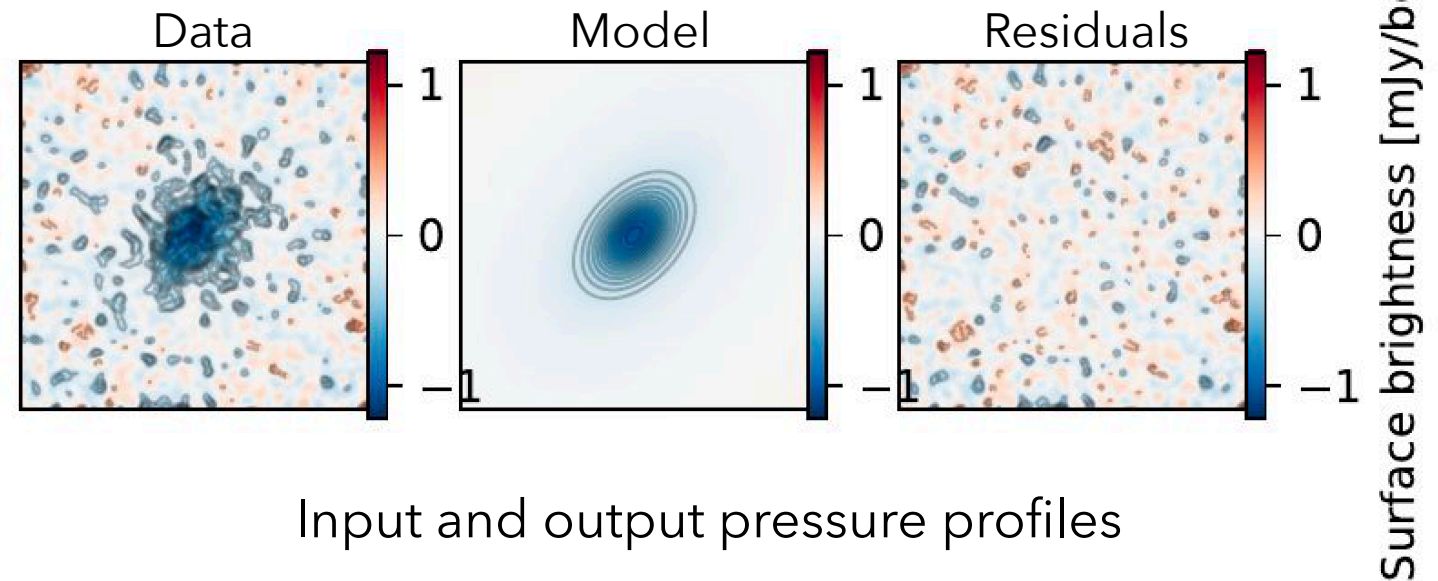 Data Model Residuals
1 1 1
0 0 0
−1 −1 −1
Surface brightness [mJy/b
Input and output pressure profiles